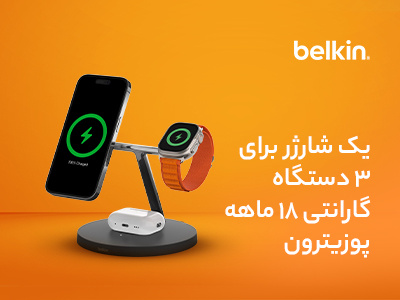 belkin
یک شارژر برای
۳ دستگاه
گارانتی ۱۸ ماهه
پوزیترون